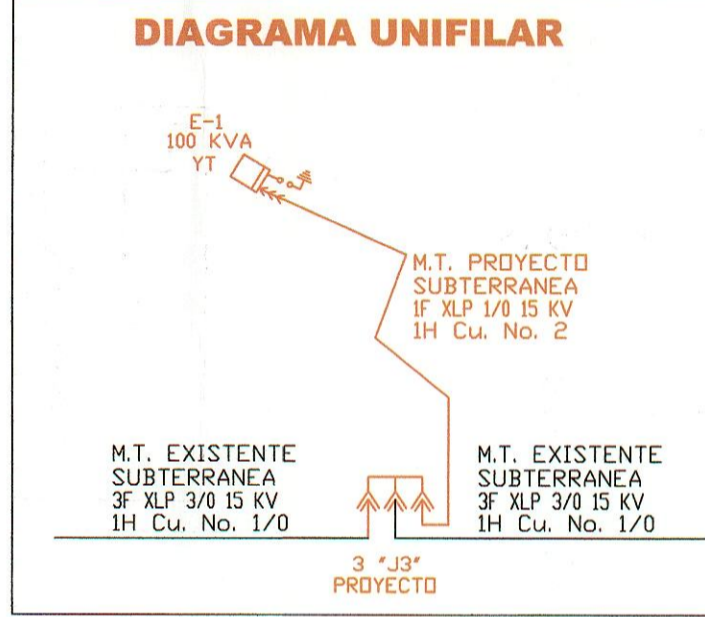 DIAGRAMA UNIFILAR
E-1
100 KVA
YT
M.T. PROYECTO
SUBTERRANEA
1F XLP 1/0 15 KV
1H Cu. No. 2
M.T. EXISTENTE
SUBTERRANEA
3F XLP 3/0 15 KV
1H Cu. No. 1/0
M.T. EXISTENTE
SUBTERRANEA
3F XLP 3/0 15 KV
1H Cu. No. 1/0
3 "J3"
PROYECTO